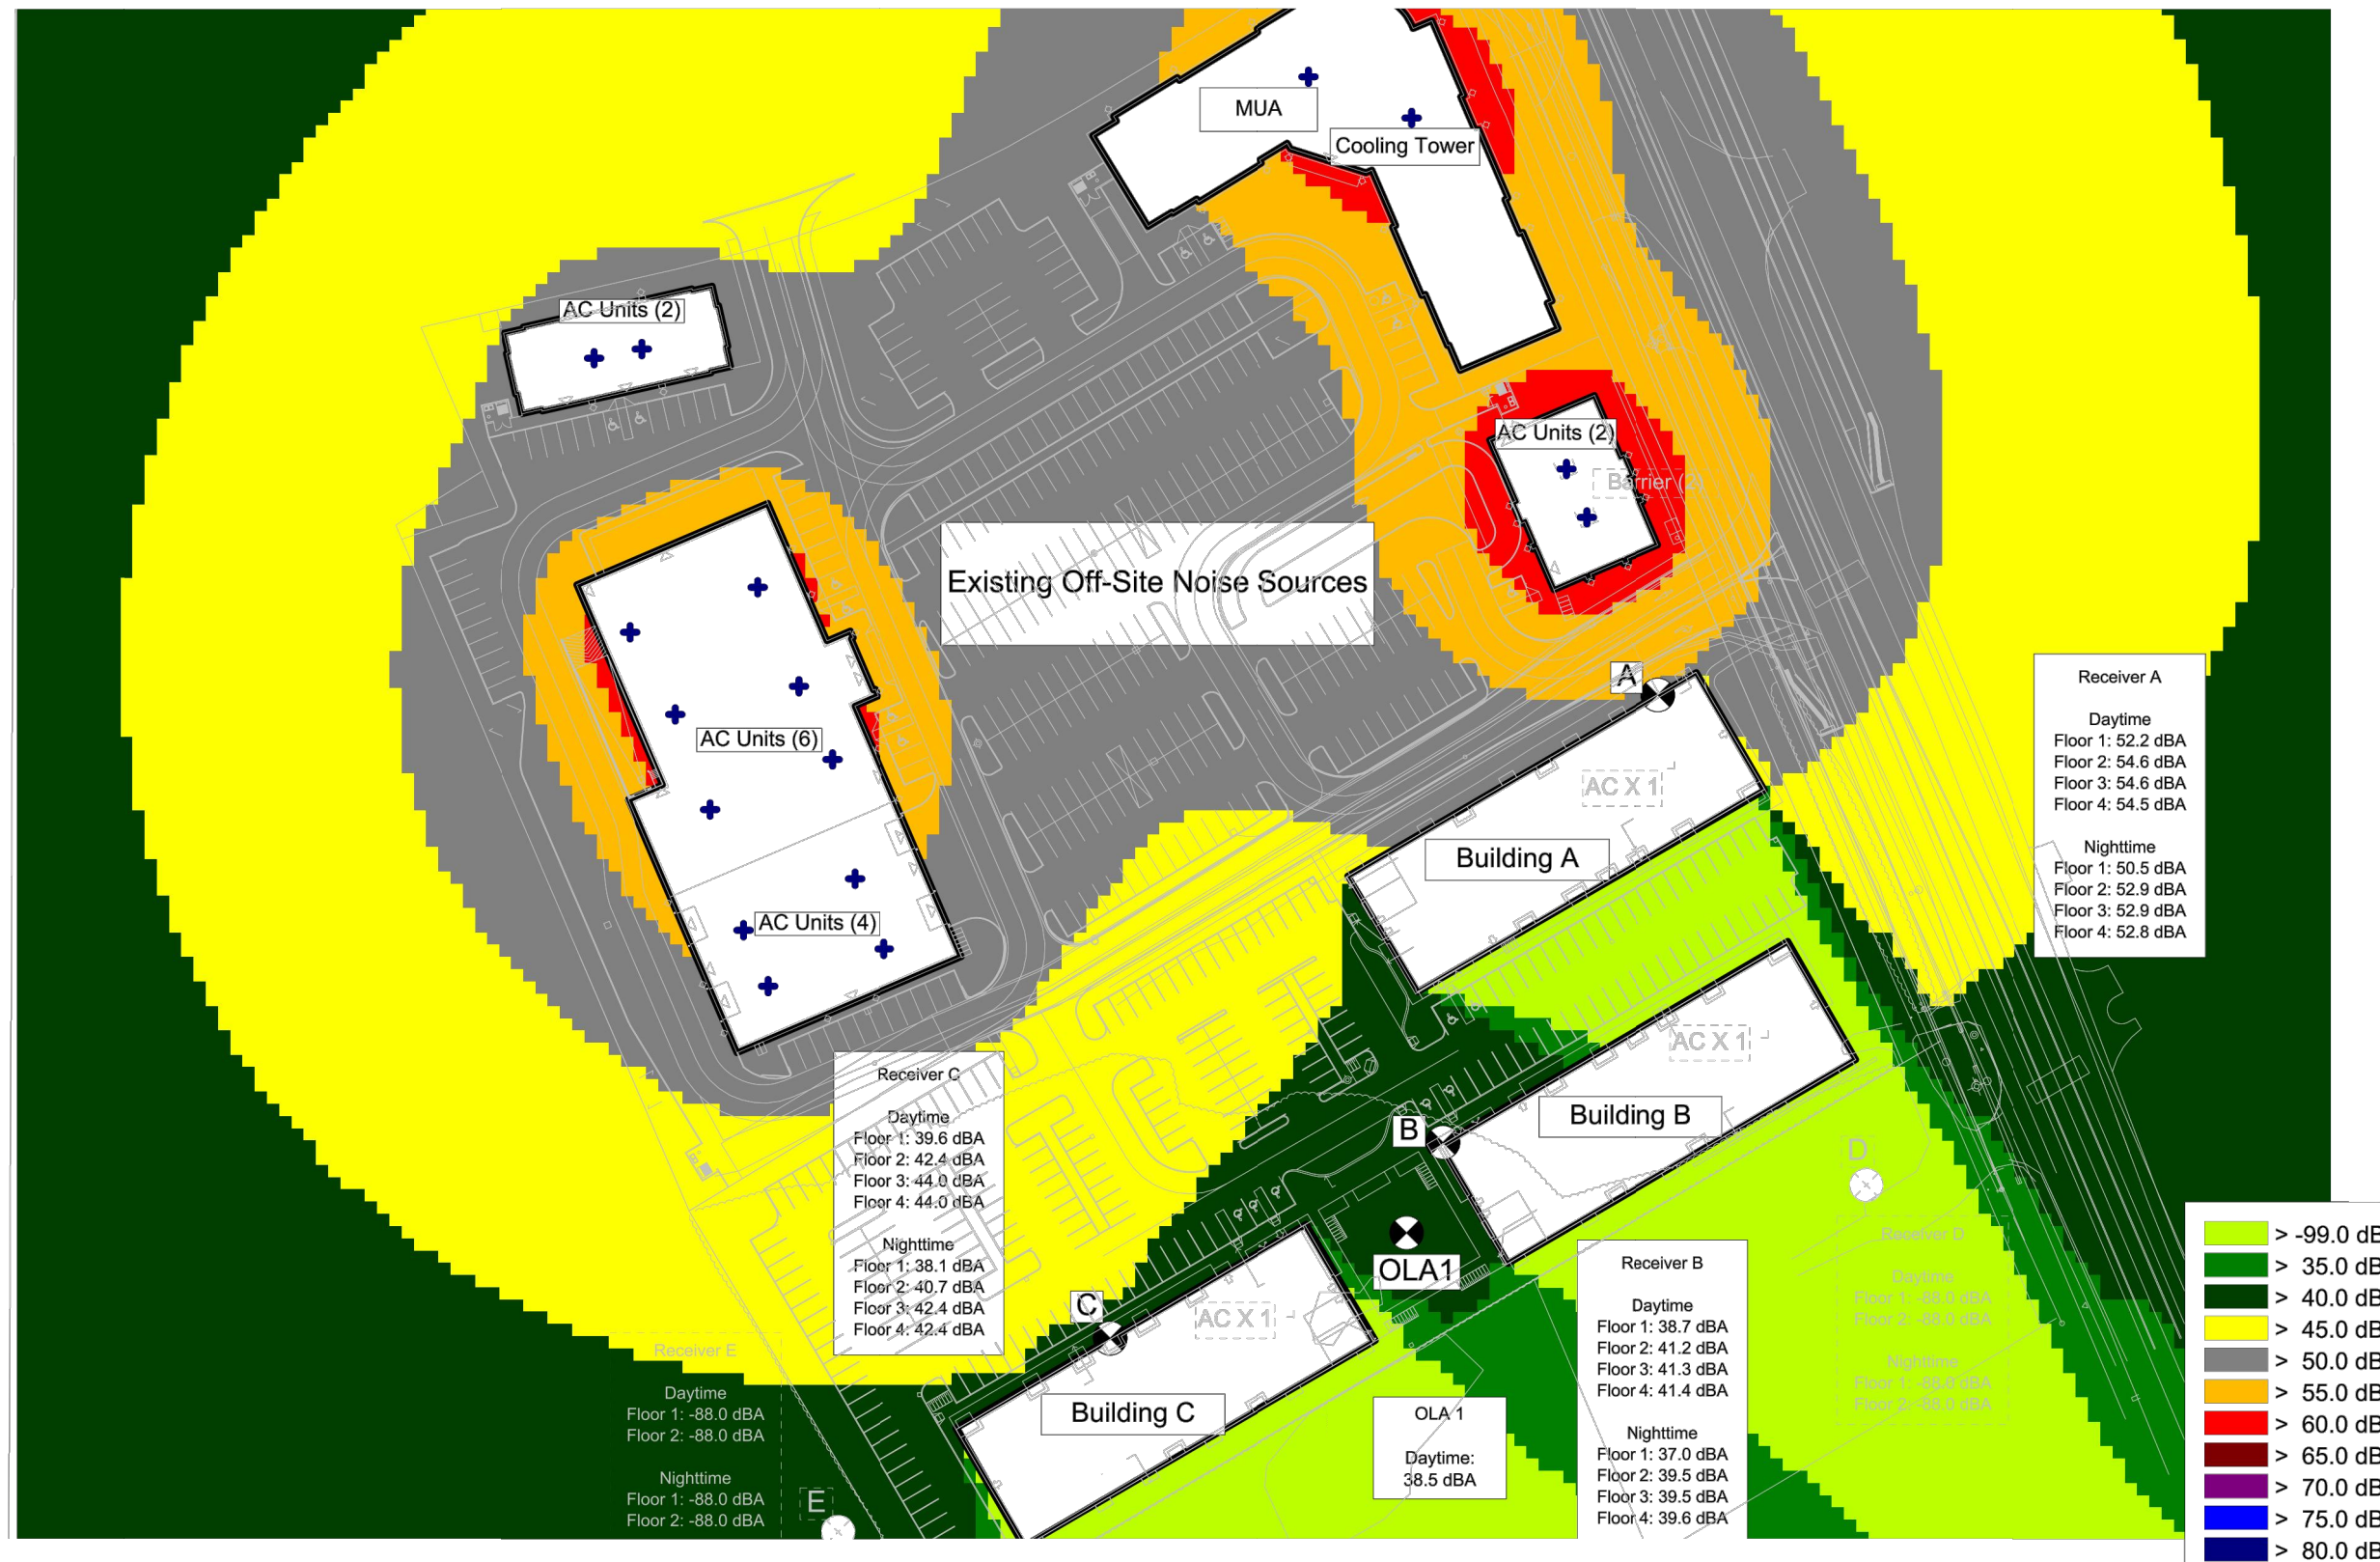 MUA
Cooling Tower
AC Units (2)
AC Units (2)
Barrier (2)
Existing Off-Site Noise Sources
A
Receiver A
Daytime
Floor 1: 52.2 dBA
Floor 2: 54.6 dBA
Floor 3: 54.6 dBA
Floor 4: 54.5 dBA
Nighttime
Floor 1: 50.5 dBA
Floor 2: 52.9 dBA
Floor 3: 52.9 dBA
Floor 4: 52.8 dBA
AC Units (6)
AC X 1
Building A
AC Units (4)
AC X 1
Building B
B
D
Receiver C
Daytime
Floor 1: 39.6 dBA
Floor 2: 42.4 dBA
Floor 3: 44.0 dBA
Floor 4: 44.0 dBA
Nighttime
Floor 1: 38.1 dBA
Floor 2: 40.7 dBA
Floor 3: 42.4 dBA
Floor 4: 42.4 dBA
OLA1
C
AC X 1
Building C
Receiver D
Daytime
Floor 1: -88.0 dBA
Floor 2: -88.0 dBA
Nighttime
Floor 1: -88.0 dBA
Floor 2: -88.0 dBA
Receiver B
Daytime
Floor 1: 38.7 dBA
Floor 2: 41.2 dBA
Floor 3: 41.3 dBA
Floor 4: 41.4 dBA
Nighttime
Floor 1: 37.0 dBA
Floor 2: 39.5 dBA
Floor 3: 39.5 dBA
Floor 4: 39.6 dBA
Receiver E
Daytime
Floor 1: -88.0 dBA
Floor 2: -88.0 dBA
Nighttime
Floor 1: -88.0 dBA
Floor 2: -88.0 dBA
E
OLA 1
Daytime:
38.5 dBA
> -99.0 dB
> 35.0 dB
> 40.0 dB
> 45.0 dB
> 50.0 dB
> 55.0 dB
> 60.0 dB
> 65.0 dB
> 70.0 dB
> 75.0 dB
> 80.0 dB